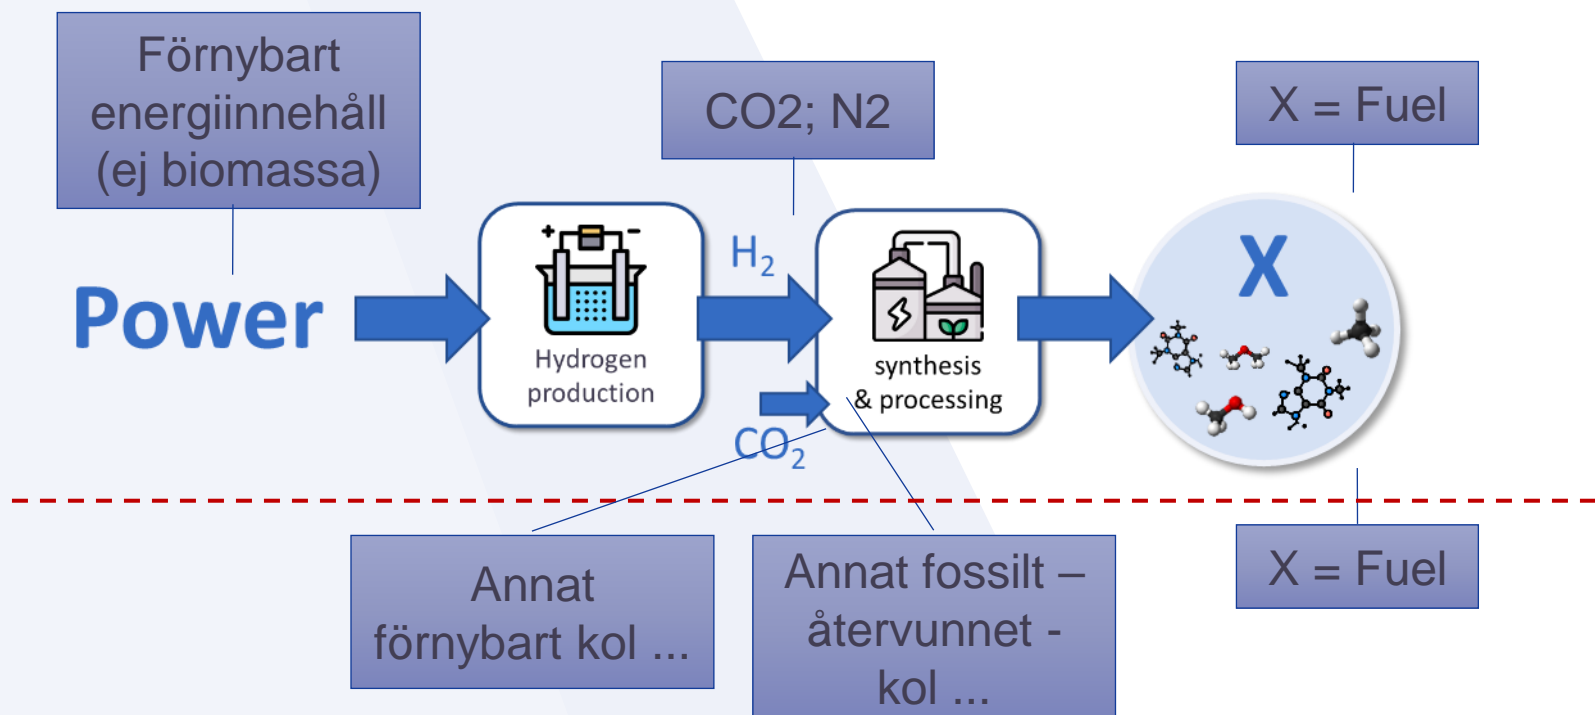 Förnybart
energiinnehåll
(ej biomassa)
CO2; N2
X = Fuel
Power
+ -
Hydrogen
production
H₂
CO₂
synthesis
& processing
X
Annat
förnybart kol ...
Annat fossilt –
återvunnet -
kol ...
X = Fuel